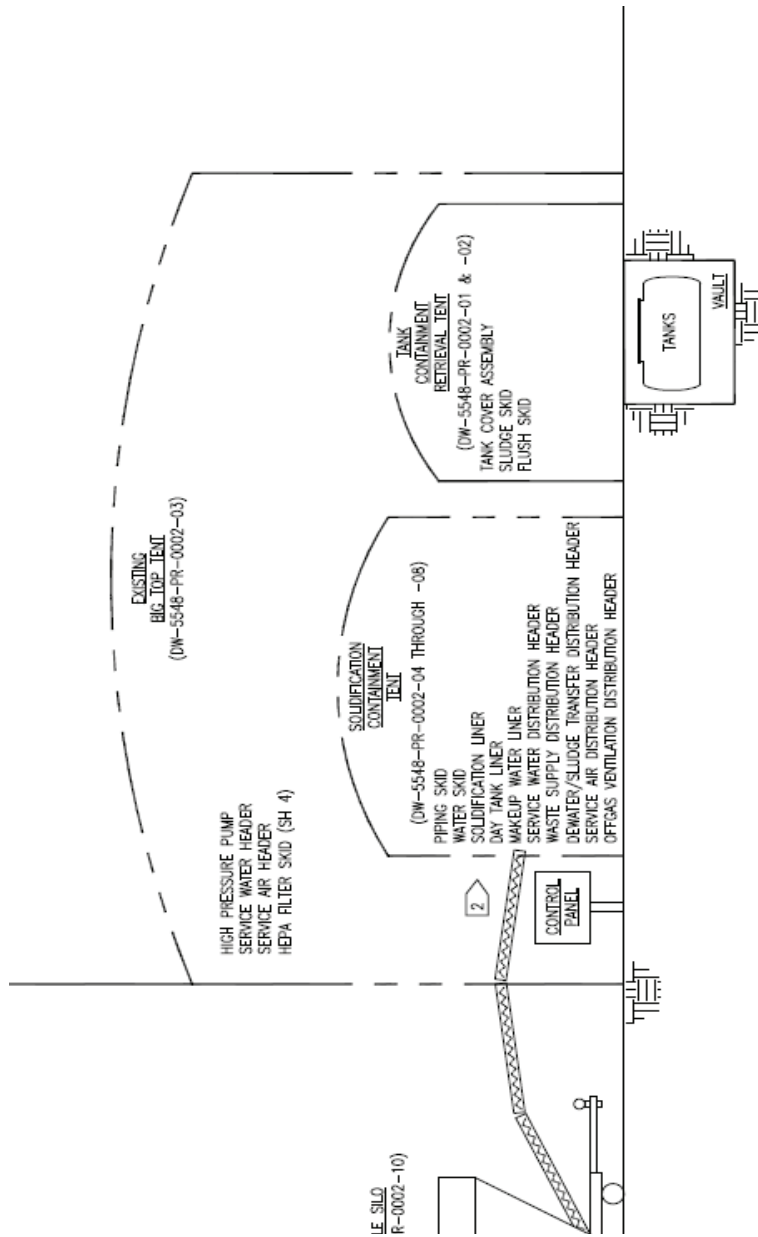 LE SILO
R-0002-10)
HIGH PRESSURE PUMP
SERVICE WATER HEADER
SERVICE AIR HEADER
HEPA FILTER SKID (SH 4)
EXISTING
BIG TOP TENT
(DW-5548-PR-0002-03)
SOLIDIFICATION
CONTAINMENT
TENT
(DW-5548-PR-0002-04 THROUGH -08)
PIPING SKID
WATER SKID
SOLIDIFICATION LINER
DAY TANK LINER
MAKEUP WATER LINER
SERVICE WATER DISTRIBUTION HEADER
WASTE SUPPLY DISTRIBUTION HEADER
DEWATER/SLUDGE TRANSFER DISTRIBUTION HEADER
SERVICE AIR DISTRIBUTION HEADER
OFFGAS VENTILATION DISTRIBUTION HEADER
2
CONTROL
PANEL
TANK
CONTAINMENT
RETRIEVAL TENT
(DW-5548-PR-0002-01 & -02)
TANK COVER ASSEMBLY
SLUDGE SKID
FLUSH SKID
TANKS
VAULT